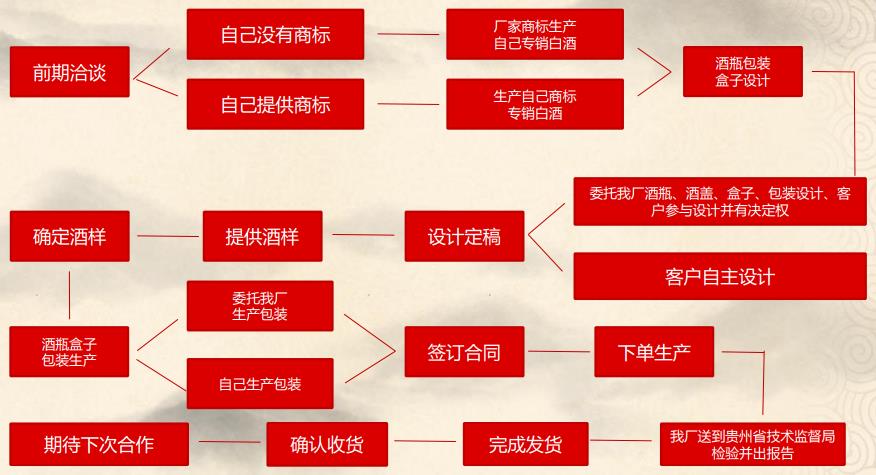 前期洽谈
自己没有商标
厂家商标生产
自己专销白酒
自己提供商标
生产自己商标
专销白酒
酒瓶包装
盒子设计
委托我厂酒瓶、酒盖、盒子、包装设计、客
户参与设计并有决定权
客户自主设计
设计定稿
提供酒样
确定酒样
酒瓶盒子
包装生产
委托我厂
生产包装
自己生产包装
签订合同
下单生产
我厂送到贵州省技术监督局
检验并出报告
完成发货
确认收货
期待下次合作